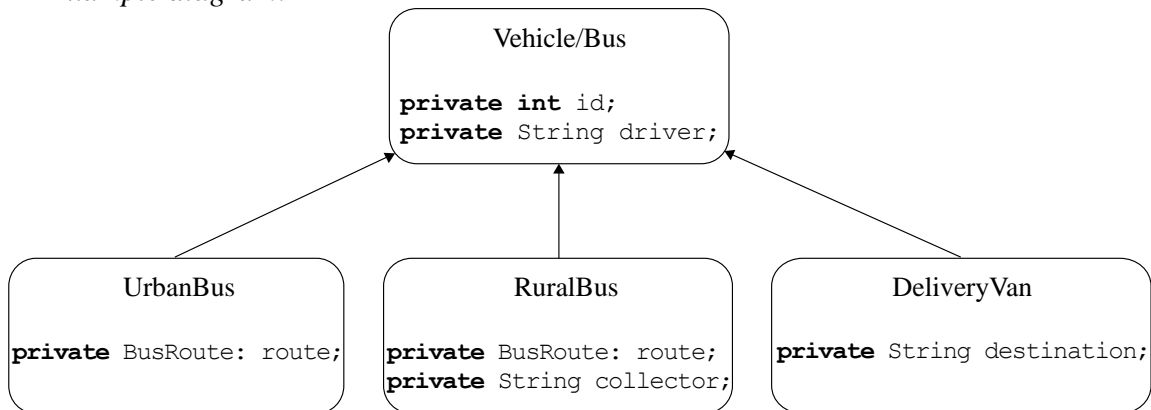 Vehicle/Bus
private int id;
private String driver;
UrbanBus
private BusRoute: route;
RuralBus
private BusRoute: route;
private String collector;
DeliveryVan
private String destination;